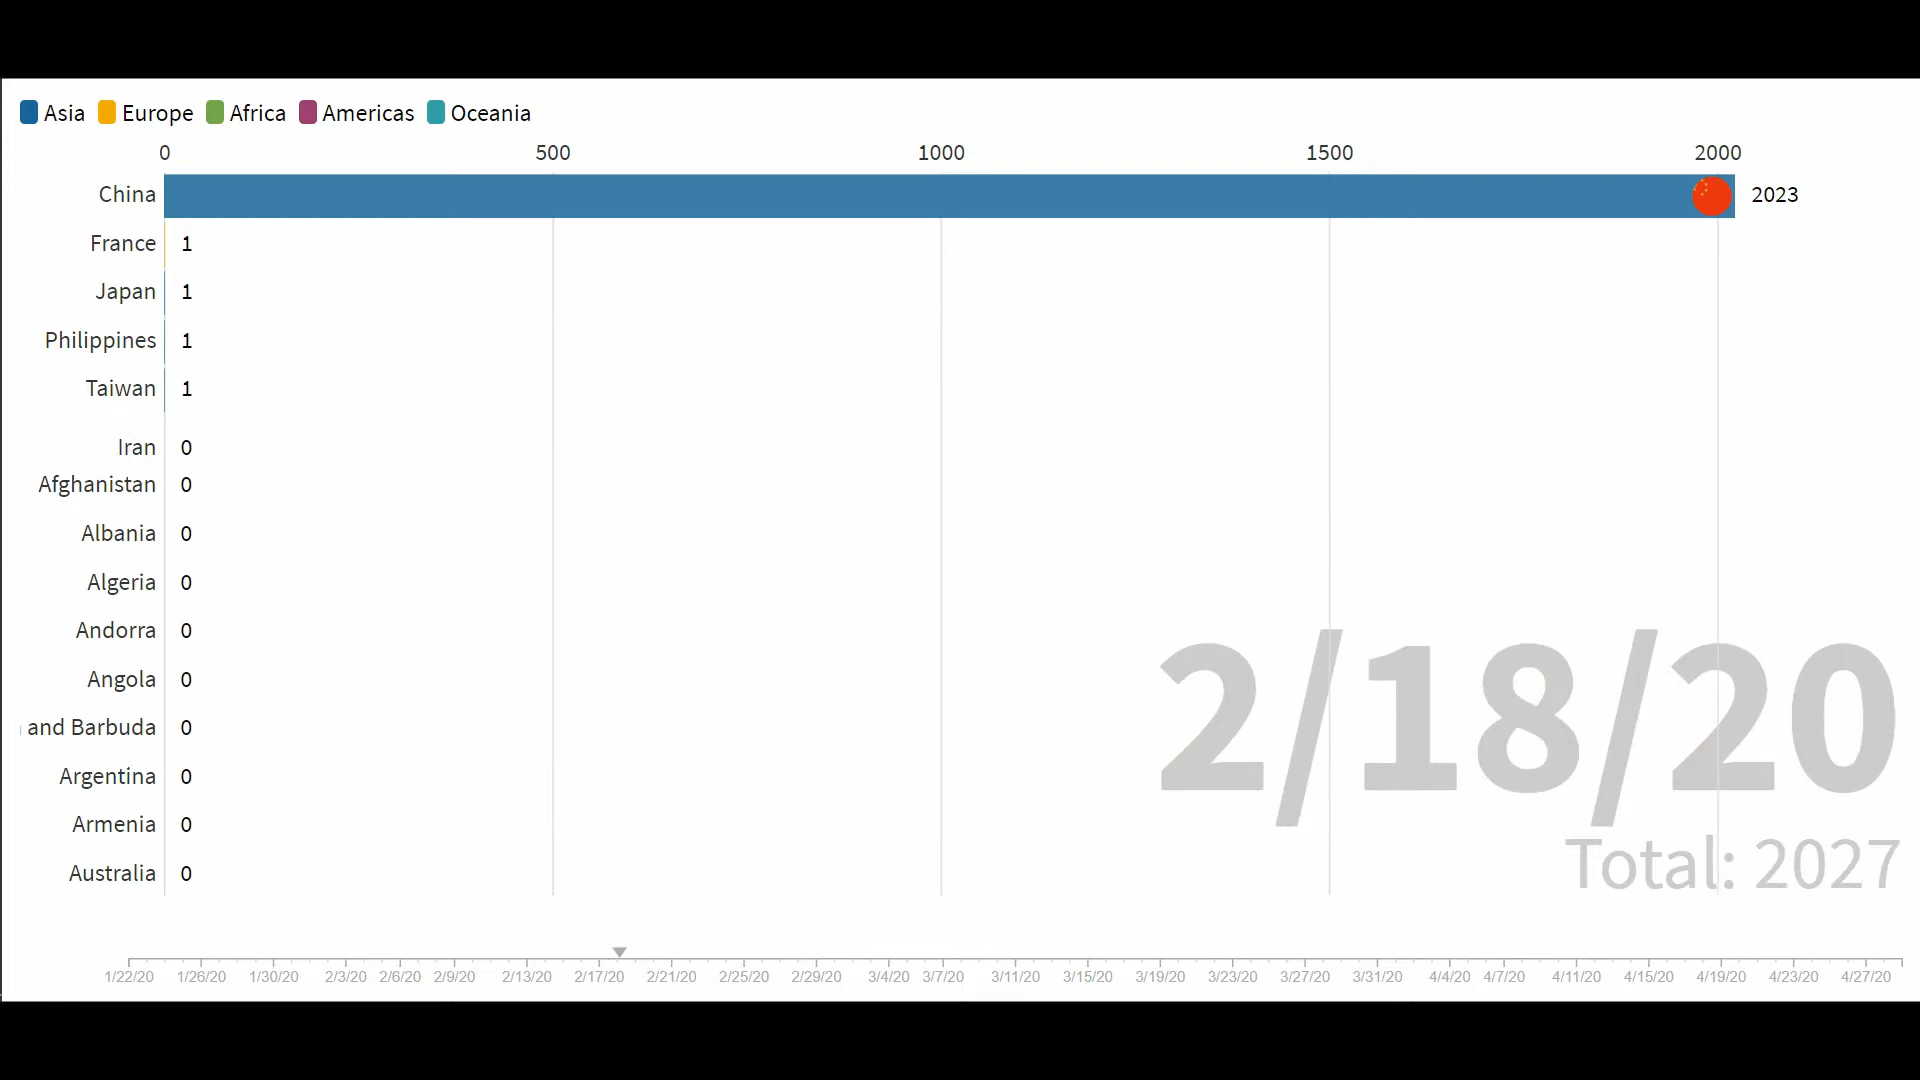 Asia Europe Africa Americas Oceania
0 500 1000 1500 2000
China 2023
France 1
Japan 1
Philippines 1
Taiwan 1
Iran 0
Afghanistan 0
Albania 0
Algeria 0
Andorra 0
Angola 0
and Barbuda 0
Argentina 0
Armenia 0
Australia 0
2/18/20
Total: 2027
1/22/20 1/26/20 1/30/20 2/3/20 2/6/20 2/9/20 2/13/20 2/17/20 2/21/20 2/25/20 2/29/20 3/4/20 3/7/20 3/11/20 3/15/20 3/19/20 3/23/20 3/27/20 3/31/20 4/4/20 4/7/20 4/11/20 4/15/20 4/19/20 4/23/20 4/27/20